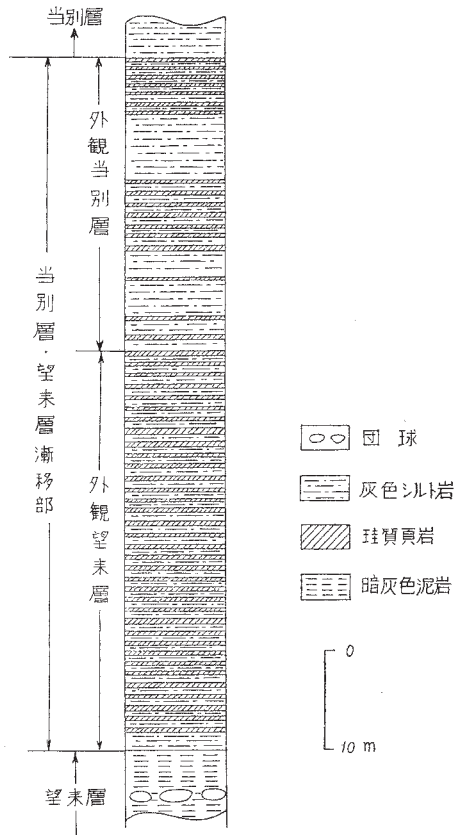 当別層
外観当別層
当別層・望来層漸移部
外観望来層
望来層
団球
灰色シルト岩
珪質頁岩
暗灰色泥岩
0
10 m